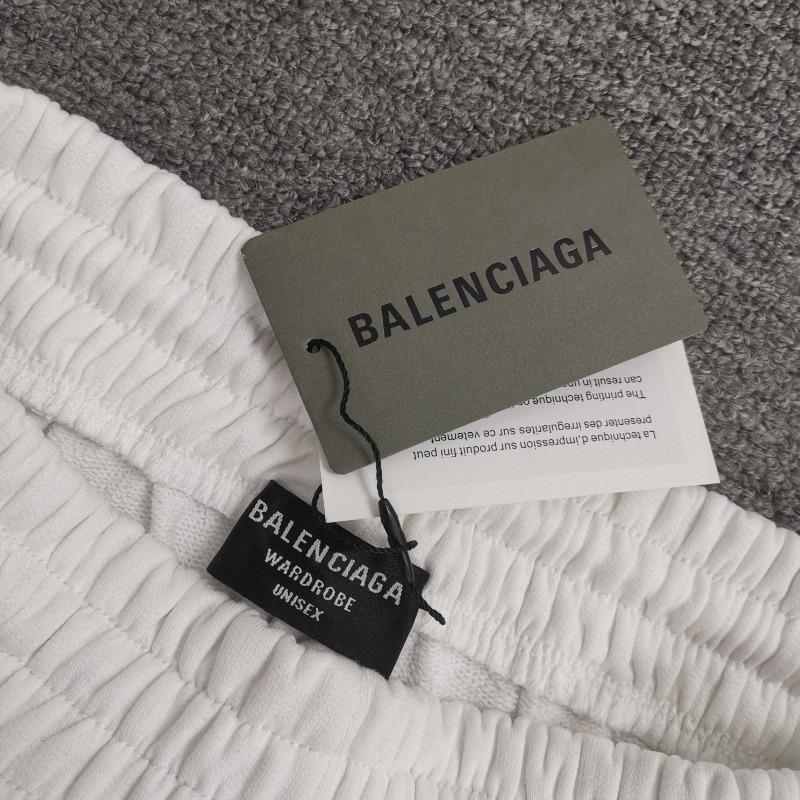 BALENCIAGA
La technique d,impression sur produit fini peut
presenter des irregularites sur ce vetement
The printing technique
can result in
BALENCIAGA
WARDROBE
UNISEX